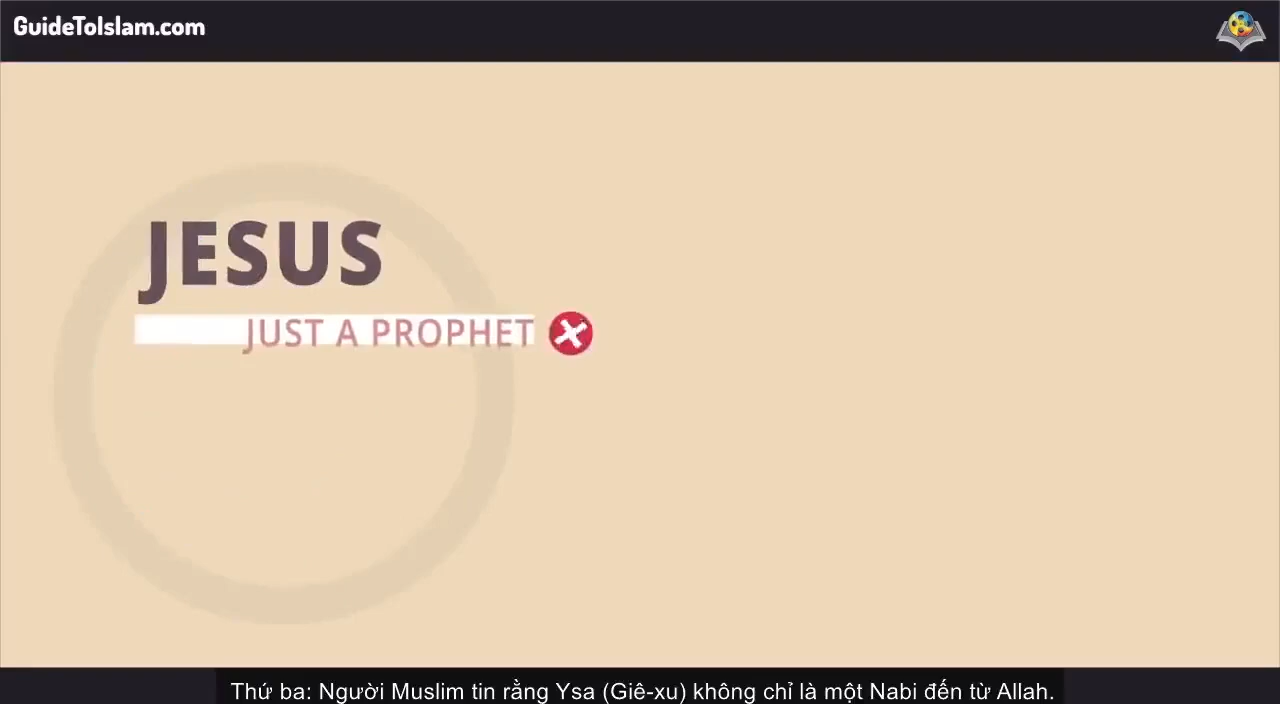 GuideToIslam.com
JESUS
JUST A PROPHET
Thứ ba: Người Muslim tin rằng Ysa (Giê-xu) không chỉ là một Nabi đến từ Allah.